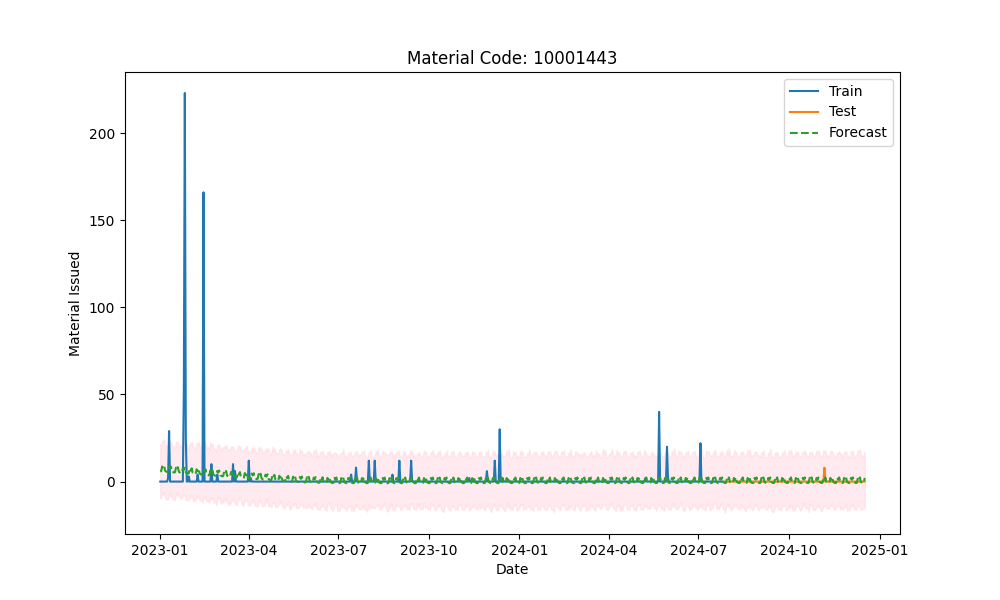 Material Code: 10001443
Train
Test
Forecast
200
150
100
50
0
Material Issued
2023-01 2023-04 2023-07 2023-10 2024-01 2024-04 2024-07 2024-10 2025-01
Date